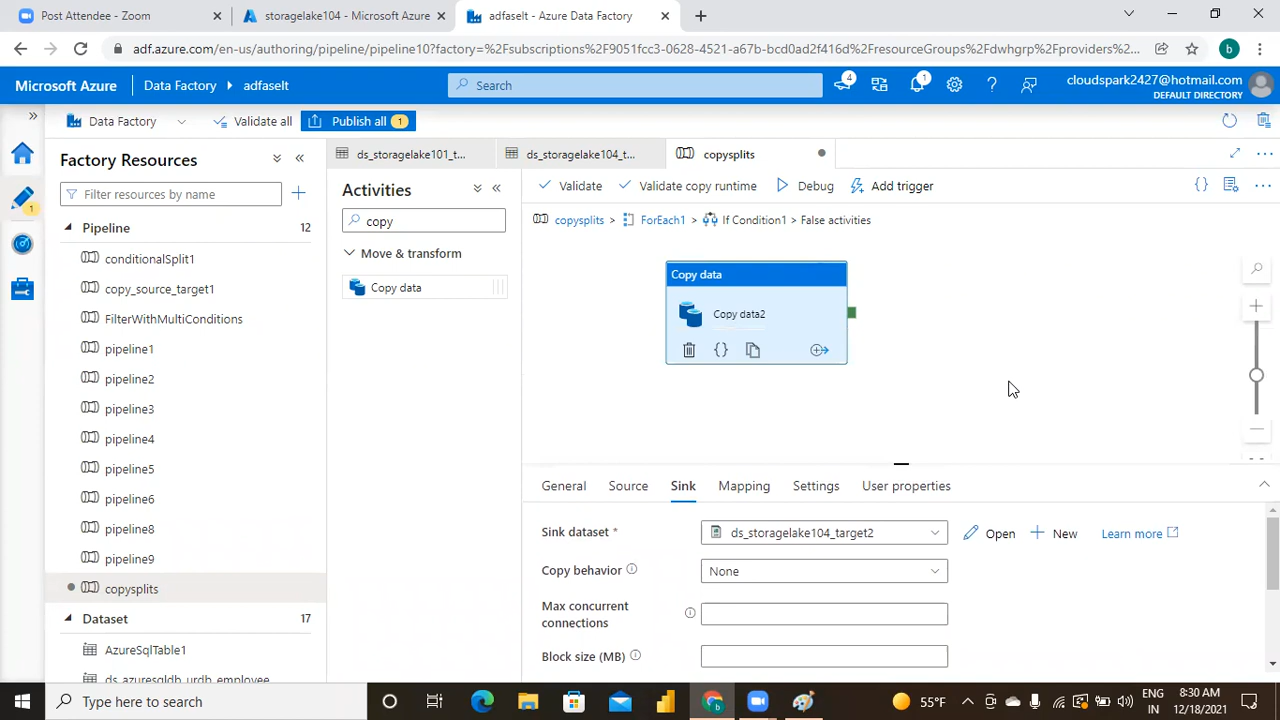 Post Attendee - Zoom
storagelake104 - Microsoft Azure
adfaselt - Azure Data Factory
adf.azure.com/en-us/authoring/pipeline/pipeline10?factory=%2Fsubscriptions%2F9051fcc3-0628-4521-a67b-bcd0ad2f416d%2FresourceGroups%2Fdwhgrp%2Fproviders%2...
b
Microsoft Azure
Data Factory
adfaselt
Search
4
1
cloudspark2427@hotmail.com
DEFAULT DIRECTORY
Data Factory
Validate all
Publish all 1
Factory Resources
Filter resources by name
1
Pipeline 12
conditionalSplit1
copy_source_target1
FilterWithMultiConditions
pipeline1
pipeline2
pipeline3
pipeline4
pipeline5
pipeline6
pipeline8
pipeline9
copysplits
Dataset 17
AzureSqlTable1
ds_azuresqldb_urdb_employee
ds_storagelake101_t...
ds_storagelake104_t...
copysplits
Activities
copy
Move & transform
Copy data
Validate
Validate copy runtime
Debug
Add trigger
copysplits > ForEach1 > If Condition1 > False activities
Copy data
Copy data2
General
Source
Sink
Mapping
Settings
User properties
Sink dataset *
ds_storagelake104_target2
Open
New
Learn more
Copy behavior
None
Max concurrent
connections
Block size (MB)
Type here to search
b
55°F
ENG
IN
8:30 AM
12/18/2021
1